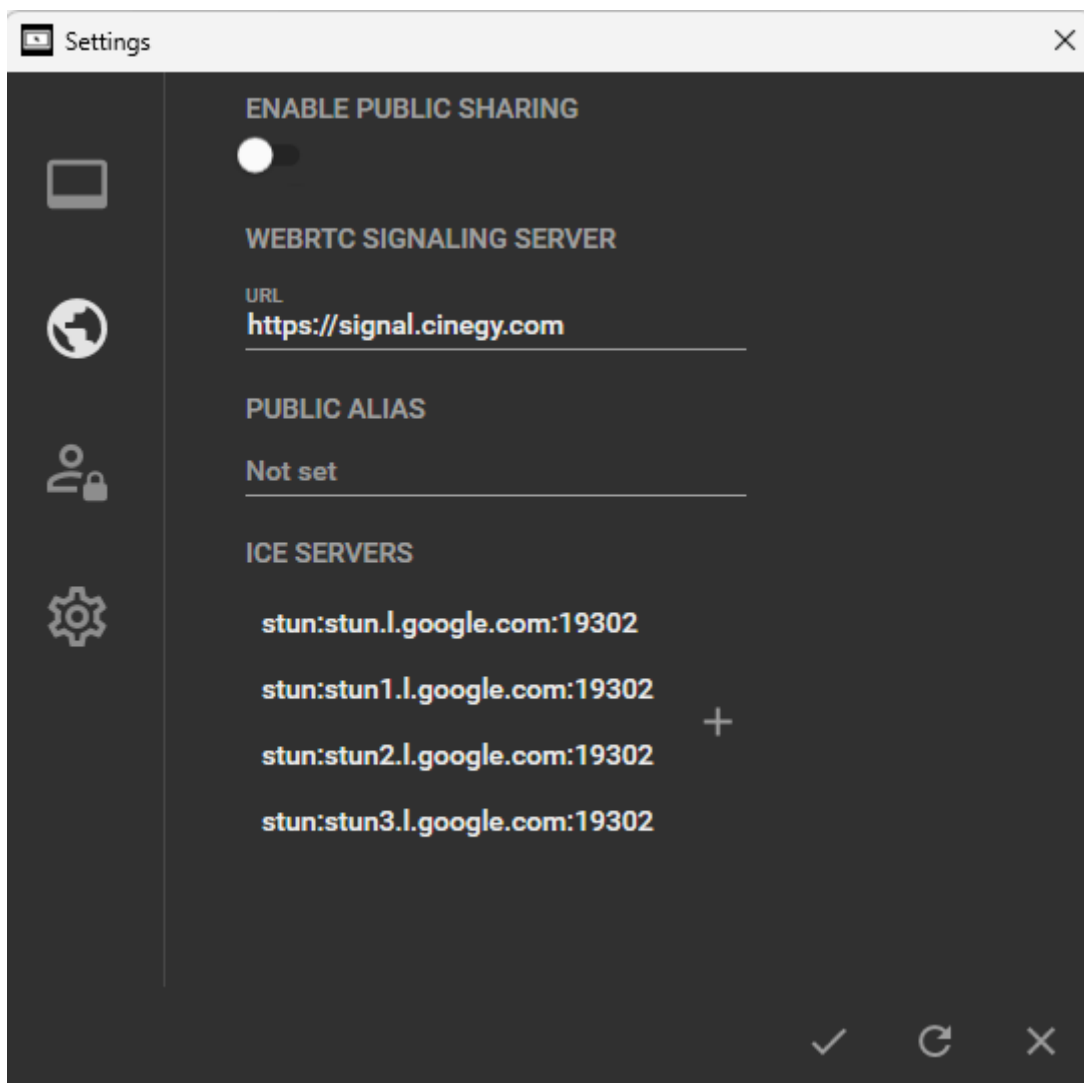 Settings
ENABLE PUBLIC SHARING
WEBRTC SIGNALING SERVER
URL
https://signal.cinegy.com
PUBLIC ALIAS
Not set
ICE SERVERS
stun:stun.l.google.com:19302
stun:stun1.l.google.com:19302
stun:stun2.l.google.com:19302
stun:stun3.l.google.com:19302